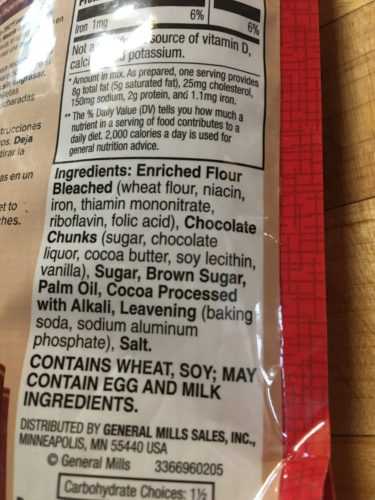 Iron 1mg 6% 6%
Not a source of vitamin D,
potassium.
* Amount in mix. As prepared, one serving provides
8g total fat (5g saturated fat), 25mg cholesterol,
150mg sodium, 2g protein, and 1.1mg iron.
** The % Daily Value (DV) tells you how much a
nutrient in a serving of food contributes to a
daily diet. 2,000 calories a day is used for
general nutrition advice.
Ingredients: Enriched Flour
Bleached (wheat flour, niacin,
iron, thiamin mononitrate,
riboflavin, folic acid), Chocolate
Chunks (sugar, chocolate
liquor, cocoa butter, soy lecithin,
vanilla), Sugar, Brown Sugar,
Palm Oil, Cocoa Processed
with Alkali, Leavening (baking
soda, sodium aluminum
phosphate), Salt.
CONTAINS WHEAT, SOY; MAY
CONTAIN EGG AND MILK
INGREDIENTS.
DISTRIBUTED BY GENERAL MILLS SALES, INC.,
MINNEAPOLIS, MN 55440 USA
© General Mills 3366960205
Carbohydrate Choices: 1½